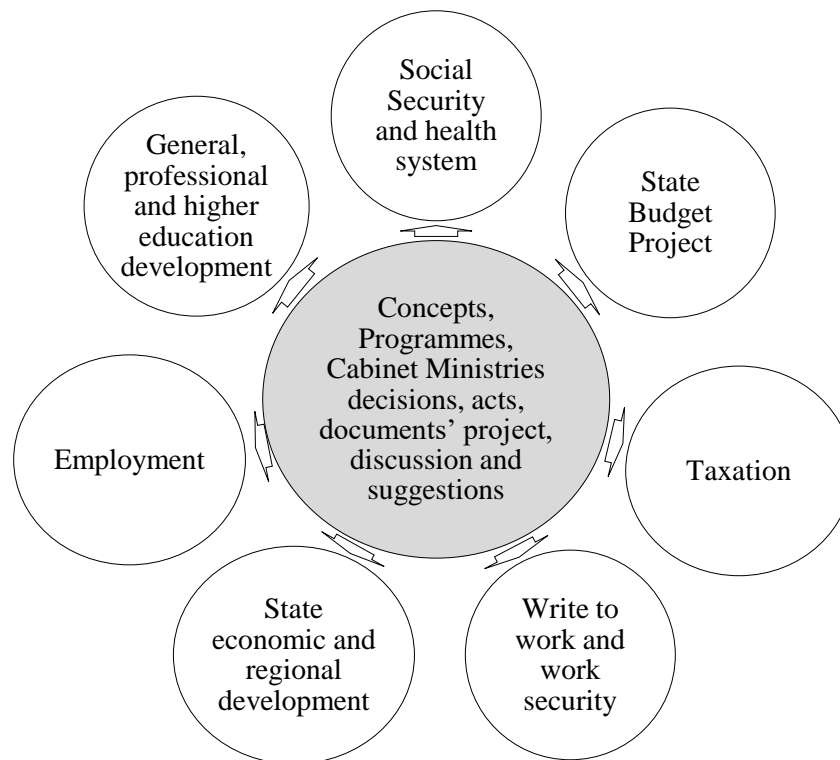 Social
Security
and health
system
General,
professional
and higher
education
development
State
Budget
Project
Concepts,
Programmes,
Cabinet Ministries
decisions, acts,
documents’ project,
discussion and
suggestions
Employment
Taxation
State
economic and
regional
development
Write to
work and
work
security